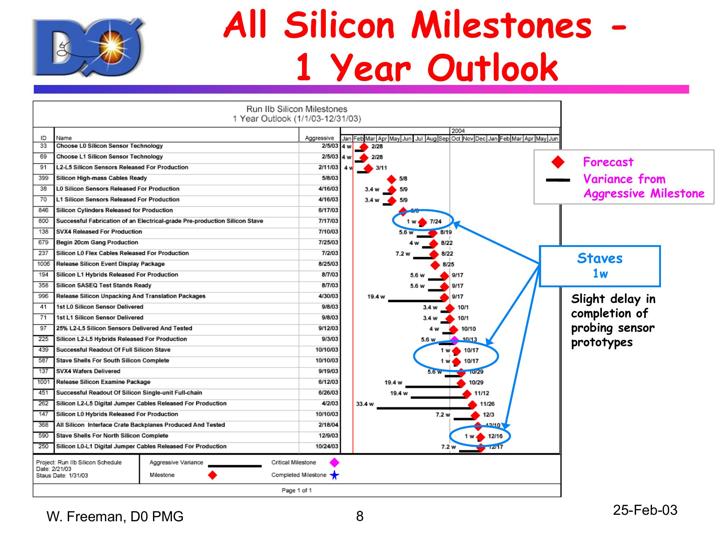 All Silicon Milestones -
1 Year Outlook
DØ
Run IIb Silicon Milestones
1 Year Outlook (1/1/03-12/31/03)
2004
ID Name Aggressive Jan Feb Mar Apr May Jun Jul Aug Sep Oct Nov Dec Jan Feb Mar Apr May Jun
33 Choose L0 Silicon Sensor Technology 2/5/03 4 w 2/28
69 Choose L1 Silicon Sensor Technology 2/5/03 4 w 2/28
91 L2-L5 Silicon Sensors Released For Production 2/11/03 4 w 3/11
399 Silicon High-mass Cables Ready 5/8/03 5/8
38 L0 Silicon Sensors Released For Production 4/16/03 3.4 w 5/9
70 L1 Silicon Sensors Released For Production 4/16/03 3.4 w 5/9
846 Silicon Cylinders Released for Production 6/17/03
600 Successful Fabrication of an Electrical-grade Pre-production Silicon Stave 7/17/03 1 w 7/24
138 SVX4 Released For Production 7/10/03 5.6 w 8/19
679 Begin 20cm Gang Production 7/25/03 4 w 8/22
237 Silicon L0 Flex Cables Released For Production 7/2/03 7.2 w 8/22
1006 Release Silicon Event Display Package 8/25/03 8/25
194 Silicon L1 Hybrids Released For Production 8/7/03 5.6 w 9/17
358 Silicon SASEQ Test Stands Ready 8/7/03 5.6 w 9/17
996 Release Silicon Unpacking And Translation Packages 4/30/03 19.4 w 9/17
41 1st L0 Silicon Sensor Delivered 9/8/03 3.4 w 10/1
71 1st L1 Silicon Sensor Delivered 9/8/03 3.4 w 10/1
97 25% L2-L5 Silicon Sensors Delivered And Tested 9/12/03 4 w 10/10
225 Silicon L2-L5 Hybrids Released For Production 9/3/03 5.6 w 10/13
439 Successful Readout Of Full Silicon Stave 10/10/03 1 w 10/17
587 Stave Shells For South Silicon Complete 10/10/03 1 w 10/17
137 SVX4 Wafers Delivered 9/19/03 5.6 w 10/29
1001 Release Silicon Examine Package 6/12/03 19.4 w 10/29
451 Successful Readout Of Silicon Single-unit Full-chain 6/26/03 19.4 w 11/12
262 Silicon L2-L5 Digital Jumper Cables Released For Production 4/2/03 33.4 w 11/26
147 Silicon L0 Hybrids Released For Production 10/10/03 7.2 w 12/3
368 All Silicon Interface Crate Backplanes Produced And Tested 2/18/04 12/10
590 Stave Shells For North Silicon Complete 12/9/03 1 w 12/16
250 Silicon L0-L1 Digital Jumper Cables Released For Production 10/24/03 7.2 w 12/17
Forecast
Variance from
Aggressive Milestone
Staves
1w
Slight delay in
completion of
probing sensor
prototypes
Project: Run IIb Silicon Schedule
Date: 2/21/03
Staus Date: 1/31/03
Aggressive Variance
Milestone
Critical Milestone
Completed Milestone
Page 1 of 1
W. Freeman, D0 PMG
8
25-Feb-03